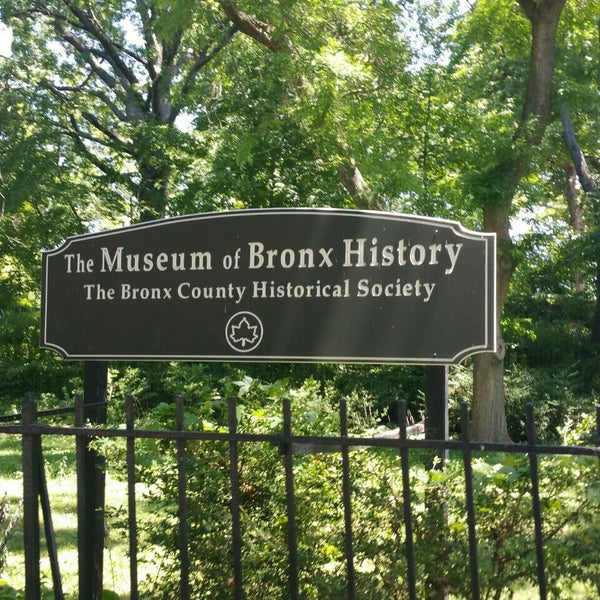 The Museum of Bronx History
The Bronx County Historical Society